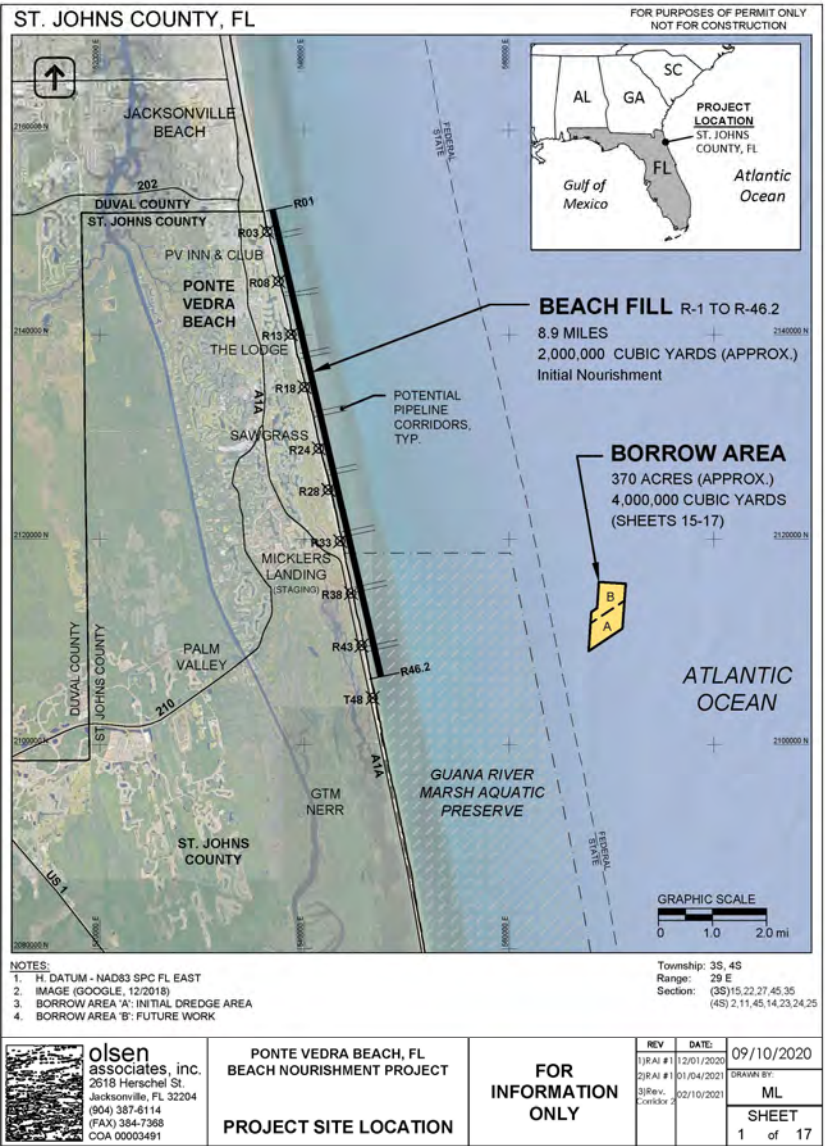 ST. JOHNS COUNTY, FL
FOR PURPOSES OF PERMIT ONLY
NOT FOR CONSTRUCTION
JACKSONVILLE
BEACH
2160000 N
FEDERAL
STATE
SC
AL
GA
FL
PROJECT
LOCATION
ST. JOHNS
COUNTY, FL
Gulf of
Mexico
Atlantic
Ocean
202
DUVAL COUNTY
ST. JOHNS COUNTY
R01
R03
PV INN & CLUB
R08
PONTE
VEDRA
BEACH
R13
THE LODGE
2140000 N
2140000 N
BEACH FILL R-1 TO R-46.2
8.9 MILES
2,000,000 CUBIC YARDS (APPROX.)
Initial Nourishment
R18
A1A
POTENTIAL
PIPELINE
CORRIDORS,
TYP.
SAWGRASS
R24
R28
BORROW AREA
370 ACRES (APPROX.)
4,000,000 CUBIC YARDS
(SHEETS 15-17)
2120000 N
2120000 N
R33
MICKLERS
LANDING
(STAGING)
R38
B
A
R43
R46.2
PALM
VALLEY
DUVAL COUNTY
ST. JOHNS COUNTY
T48
210
ATLANTIC
OCEAN
2100000 N
2100000 N
A1A
GTM
NERR
GUANA RIVER
MARSH AQUATIC
PRESERVE
ST. JOHNS
COUNTY
US 1
FEDERAL
STATE
GRAPHIC SCALE
0 1.0 2.0 mi
2080000 N
NOTES:
1. H. DATUM - NAD83 SPC FL EAST
2. IMAGE (GOOGLE, 12/2018)
3. BORROW AREA 'A': INITIAL DREDGE AREA
4. BORROW AREA 'B': FUTURE WORK
Township: 3S, 4S
Range: 29 E
Section: (3S)15,22,27,45,35
(4S) 2,11,45,14,23,24,25
olsen
associates, inc.
2618 Herschel St.
Jacksonville, FL 32204
(904) 387-6114
(FAX) 384-7368
COA 00003491
PONTE VEDRA BEACH, FL
BEACH NOURISHMENT PROJECT
PROJECT SITE LOCATION
FOR
INFORMATION
ONLY
REV DATE:
1)RAI #1 12/01/2020
2)RAI #1 01/04/2021
3)Rev. Corridor 2 02/10/2021
09/10/2020
DRAWN BY:
ML
SHEET
1 of 17